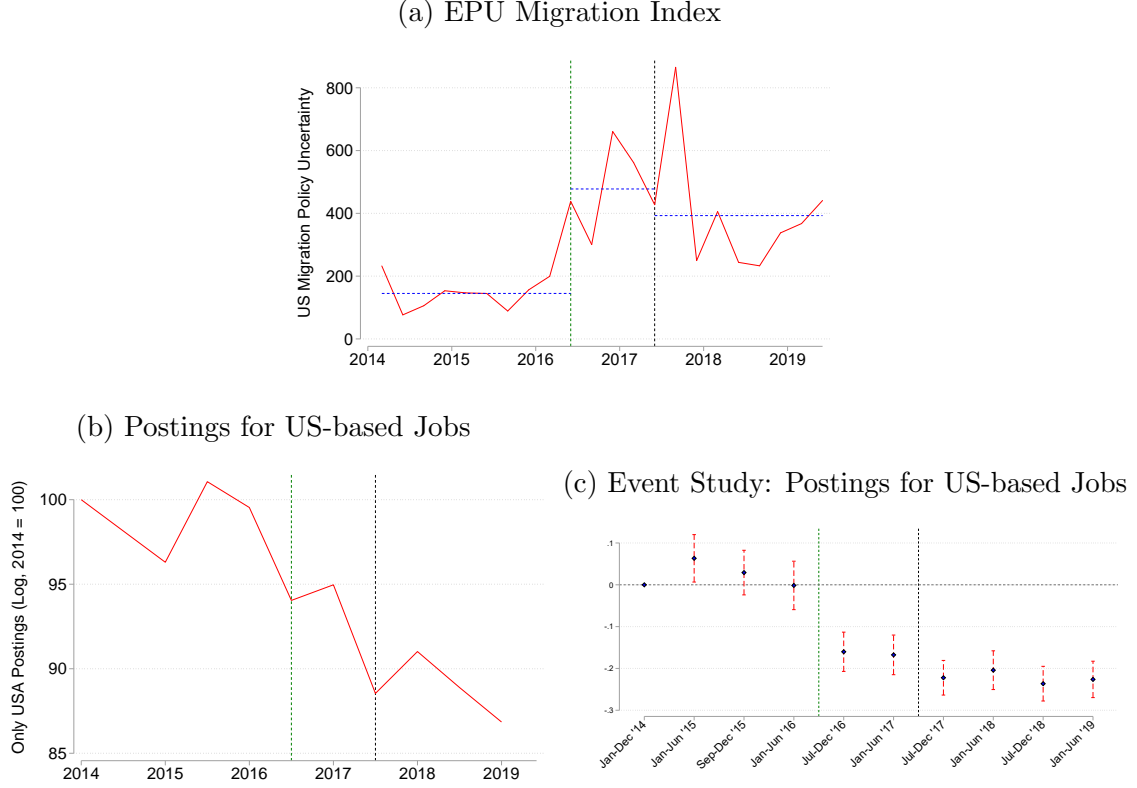 (a) EPU Migration Index
US Migration Policy Uncertainty
800
600
400
200
0
2014 2015 2016 2017 2018 2019
(b) Postings for US-based Jobs
Only USA Postings (Log, 2014 = 100)
100
95
90
85
2014 2015 2016 2017 2018 2019
(c) Event Study: Postings for US-based Jobs
.1
0
-.1
-.2
-.3
Jan-Dec '14 Jan-Jun '15 Sep-Dec '15 Jan-Jun '16 Jul-Dec '16 Jan-Jun '17 Jul-Dec '17 Jan-Jun '18 Jul-Dec '18 Jan-Jun '19